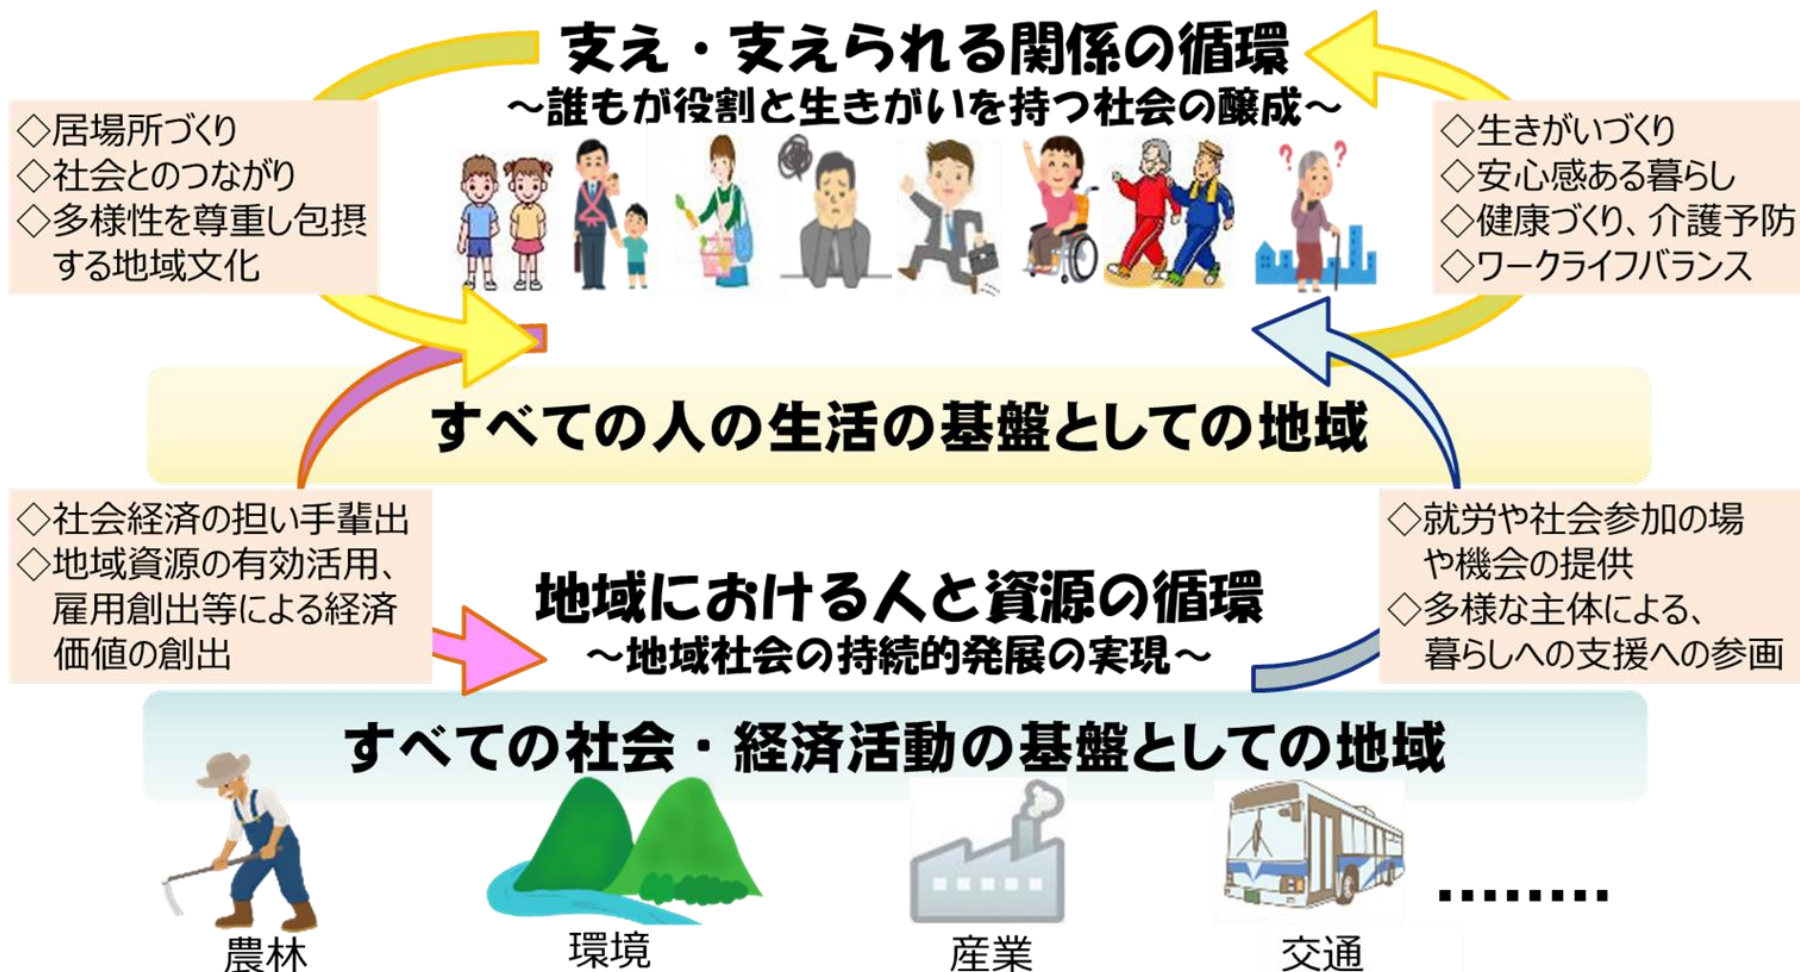 支え・支えられる関係の循環
～誰もが役割と生きがいを持つ社会の醸成～
◇居場所づくり
◇社会とのつながり
◇多様性を尊重し包摂
する地域文化
◇生きがいづくり
◇安心感ある暮らし
◇健康づくり、介護予防
◇ワークライフバランス
? ?
すべての人の生活の基盤としての地域
◇社会経済の担い手輩出
◇地域資源の有効活用、
雇用創出等による経済
価値の創出
地域における人と資源の循環
～地域社会の持続的発展の実現～
◇就労や社会参加の場
や機会の提供
◇多様な主体による、
暮らしへの支援への参画
すべての社会・経済活動の基盤としての地域
農林
環境
産業
交通
………